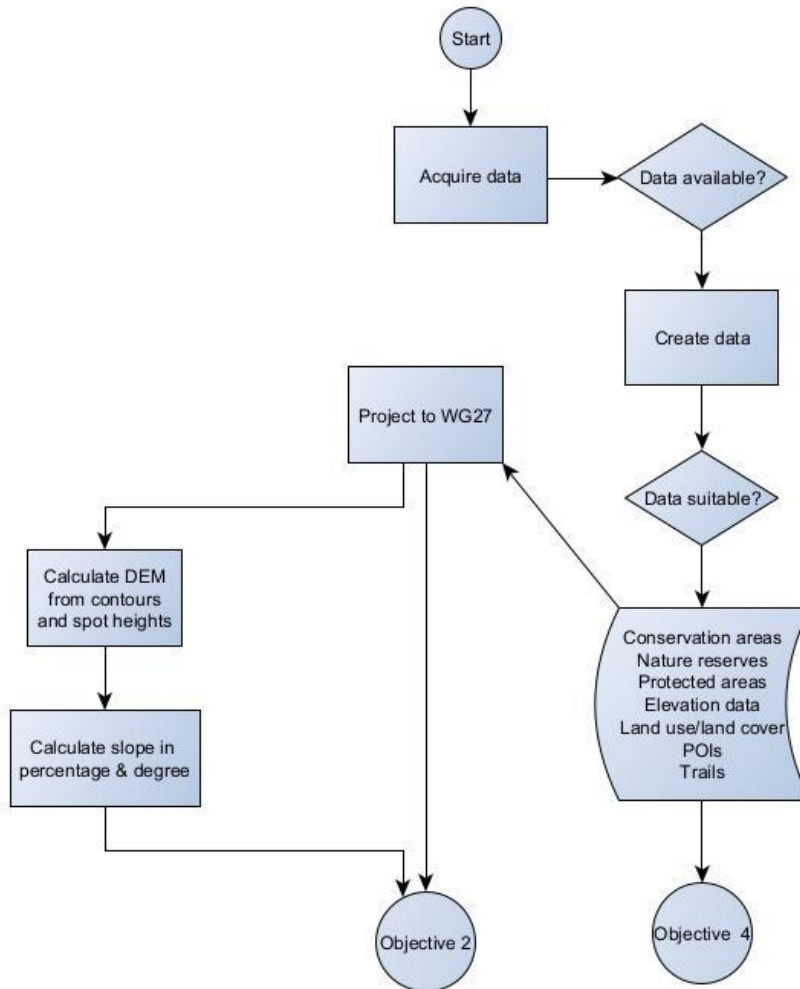 Start
Acquire data
Data available?
Create data
Project to WG27
Data suitable?
Calculate DEM
from contours
and spot heights
Conservation areas
Nature reserves
Protected areas
Elevation data
Land use/land cover
POIs
Trails
Calculate slope in
percentage & degree
Objective 2
Objective 4